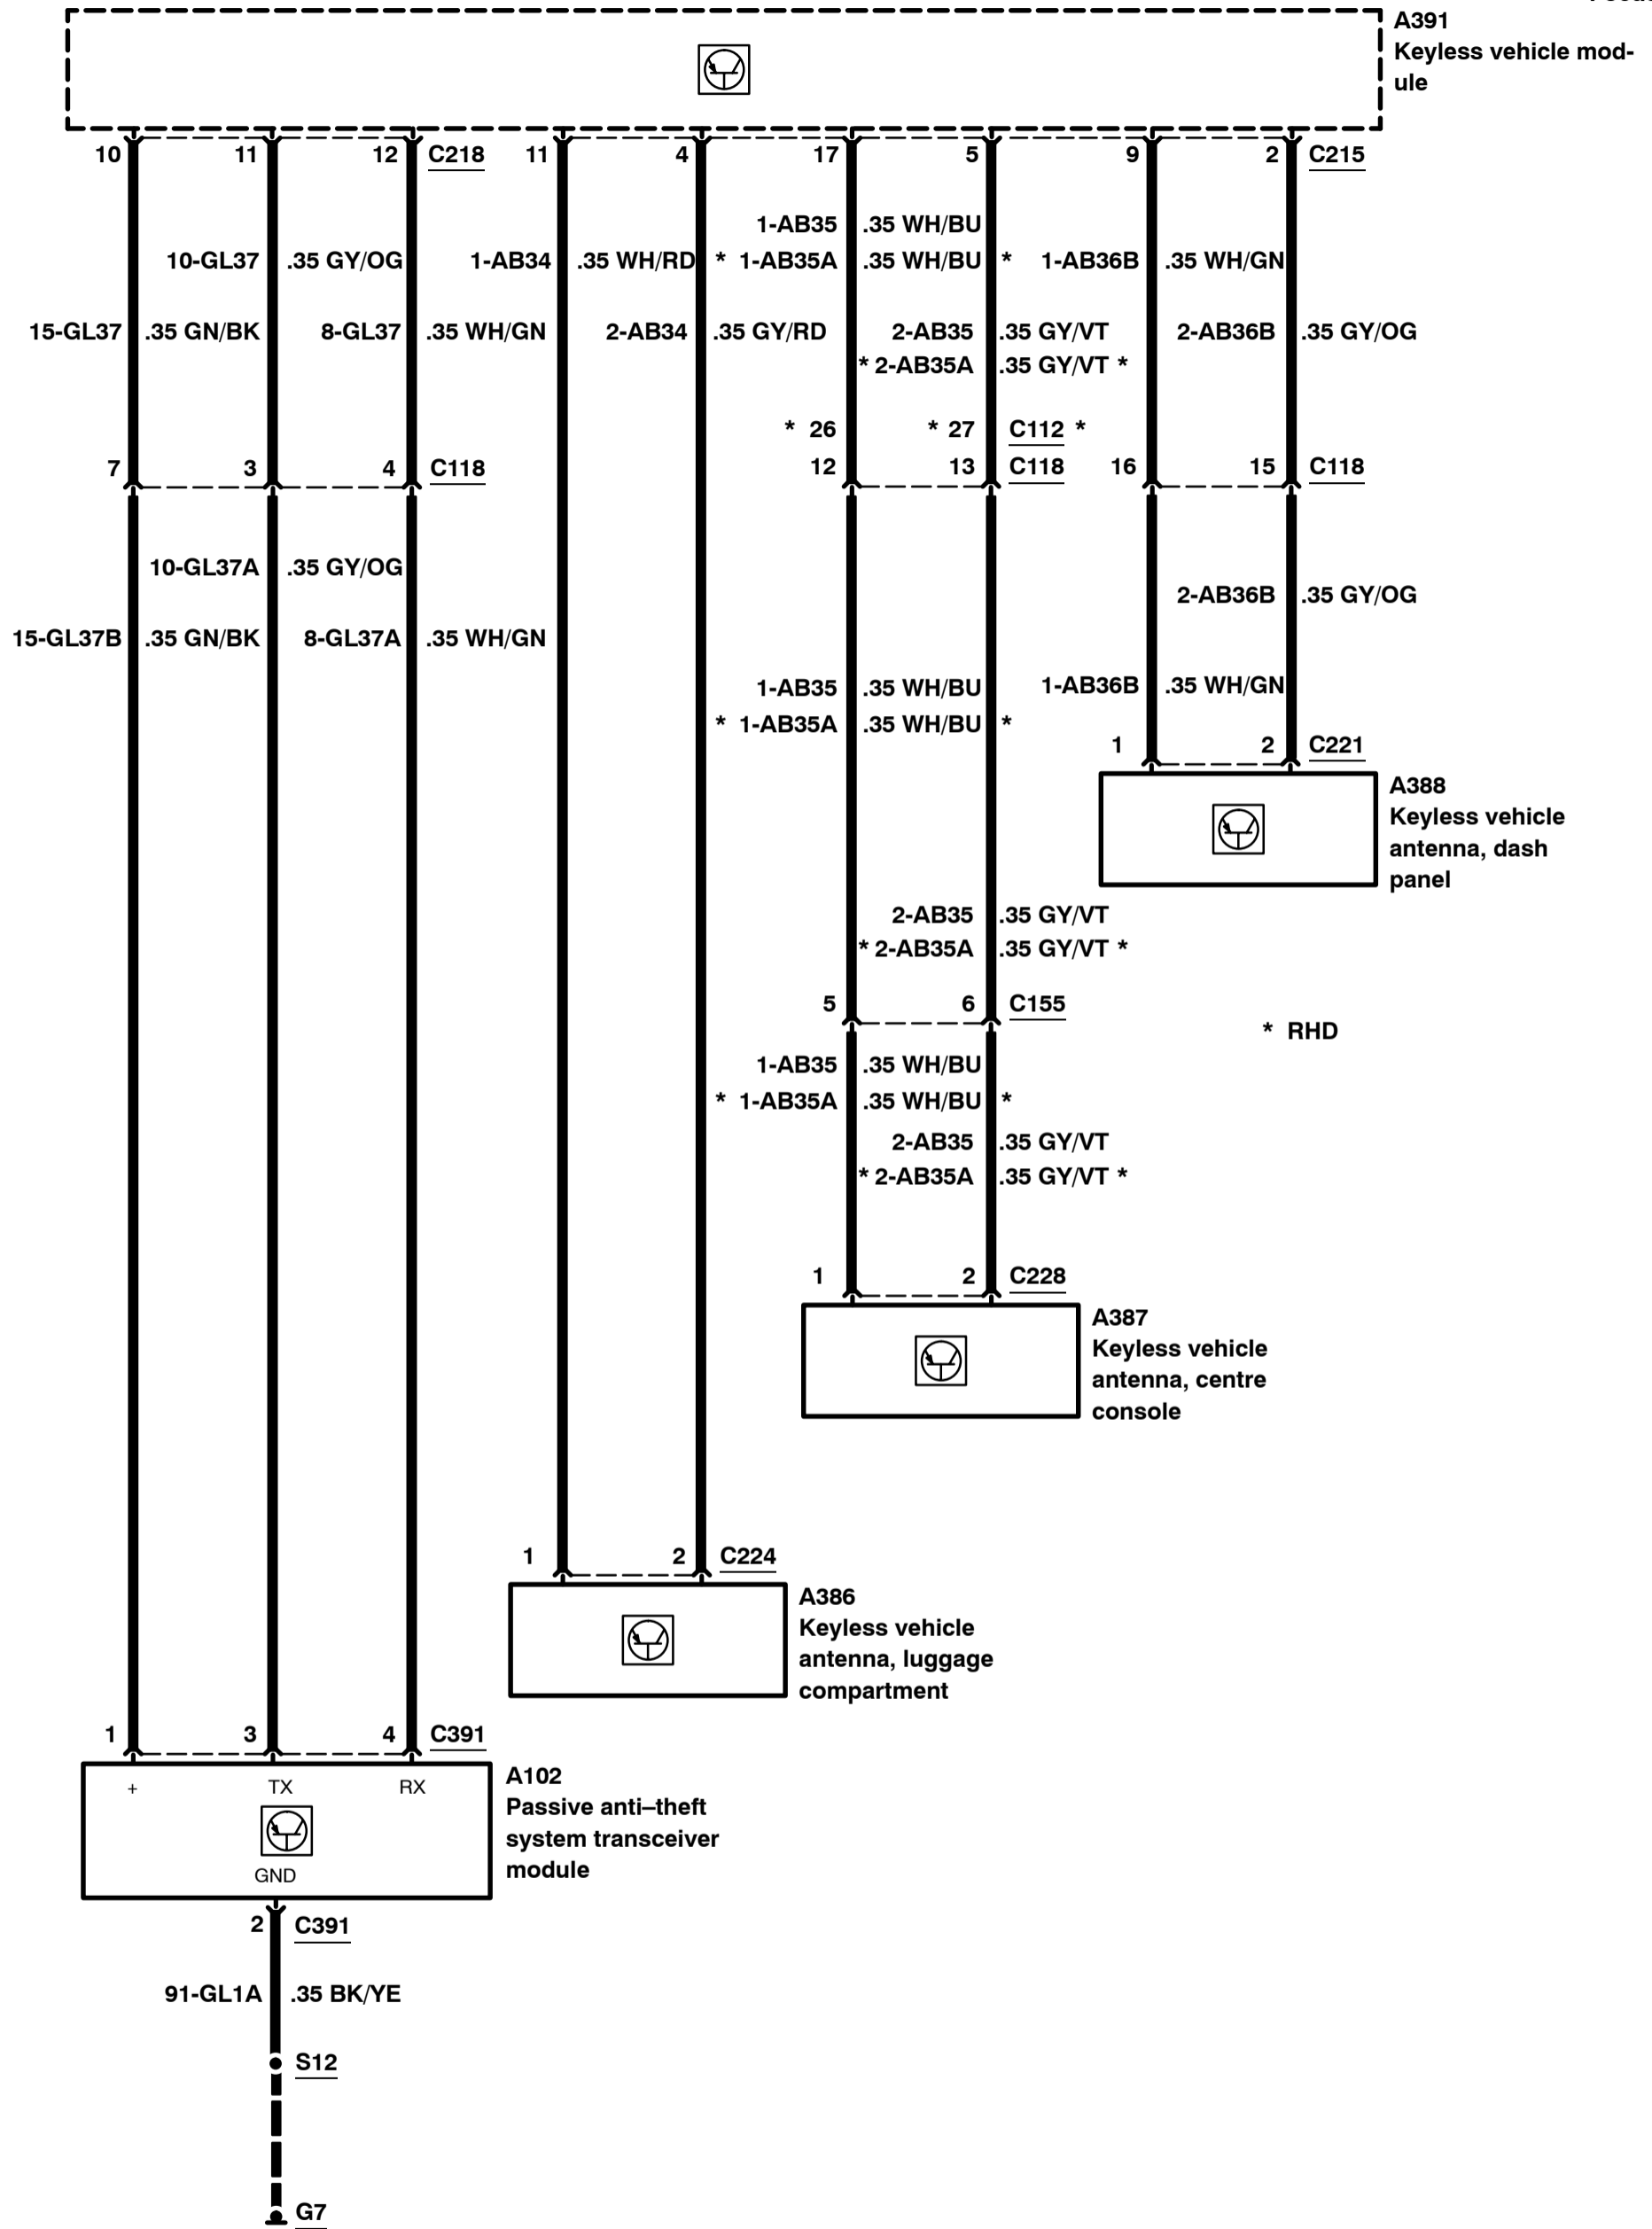 A391
Keyless vehicle mod-
ule
10 11 12 C218 11 4 17 5 9 2 C215
1-AB35 .35 WH/BU
10-GL37 .35 GY/OG 1-AB34 .35 WH/RD * 1-AB35A .35 WH/BU * 1-AB36B .35 WH/GN
15-GL37 .35 GN/BK 8-GL37 .35 WH/GN 2-AB34 .35 GY/RD 2-AB35 .35 GY/VT 2-AB36B .35 GY/OG
* 2-AB35A .35 GY/VT *
* 26 * 27 C112 *
7 3 4 C118 12 13 C118 16 15 C118
10-GL37A .35 GY/OG
2-AB36B .35 GY/OG
15-GL37B .35 GN/BK 8-GL37A .35 WH/GN
1-AB35 .35 WH/BU 1-AB36B .35 WH/GN
* 1-AB35A .35 WH/BU *
1 2 C221
A388
Keyless vehicle
antenna, dash
panel
2-AB35 .35 GY/VT
* 2-AB35A .35 GY/VT *
5 6 C155
* RHD
1-AB35 .35 WH/BU
* 1-AB35A .35 WH/BU *
2-AB35 .35 GY/VT
* 2-AB35A .35 GY/VT *
1 2 C228
A387
Keyless vehicle
antenna, centre
console
1 2 C224
A386
Keyless vehicle
antenna, luggage
compartment
1 3 4 C391
+ TX RX
GND
A102
Passive anti–theft
system transceiver
module
2 C391
91-GL1A .35 BK/YE
S12
G7